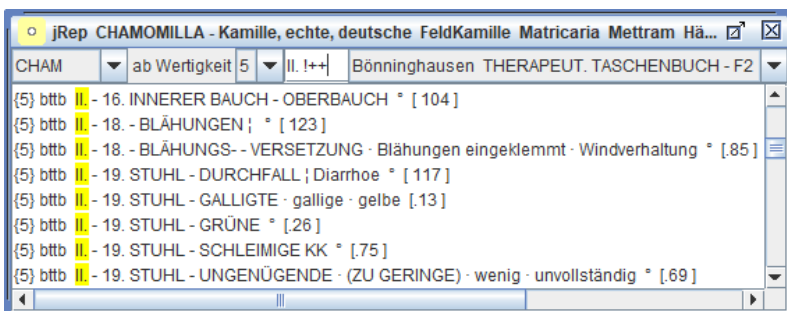 jRep CHAMOMILLA - Kamille, echte, deutsche FeldKamille Matricaria Mettram Hä...
CHAM ab Wertigkeit 5 II. !++ Bönninghausen THERAPEUT. TASCHENBUCH - F2
{5} bttb II. - 16. INNERER BAUCH - OBERBAUCH ° [ 104 ]
{5} bttb II. - 18. - BLÄHUNGEN ¦ ° [ 123 ]
{5} bttb II. - 18. - BLÄHUNGS- - VERSETZUNG · Blähungen eingeklemmt · Windverhaltung ° [.85 ]
{5} bttb II. - 19. STUHL - DURCHFALL ¦ Diarrhoe ° [ 117 ]
{5} bttb II. - 19. STUHL - GALLIGTE · gallige · gelbe [.13 ]
{5} bttb II. - 19. STUHL - GRÜNE ° [.26 ]
{5} bttb II. - 19. STUHL - SCHLEIMIGE KK ° [.75 ]
{5} bttb II. - 19. STUHL - UNGENÜGENDE · (ZU GERINGE) · wenig · unvollständig ° [.69 ]